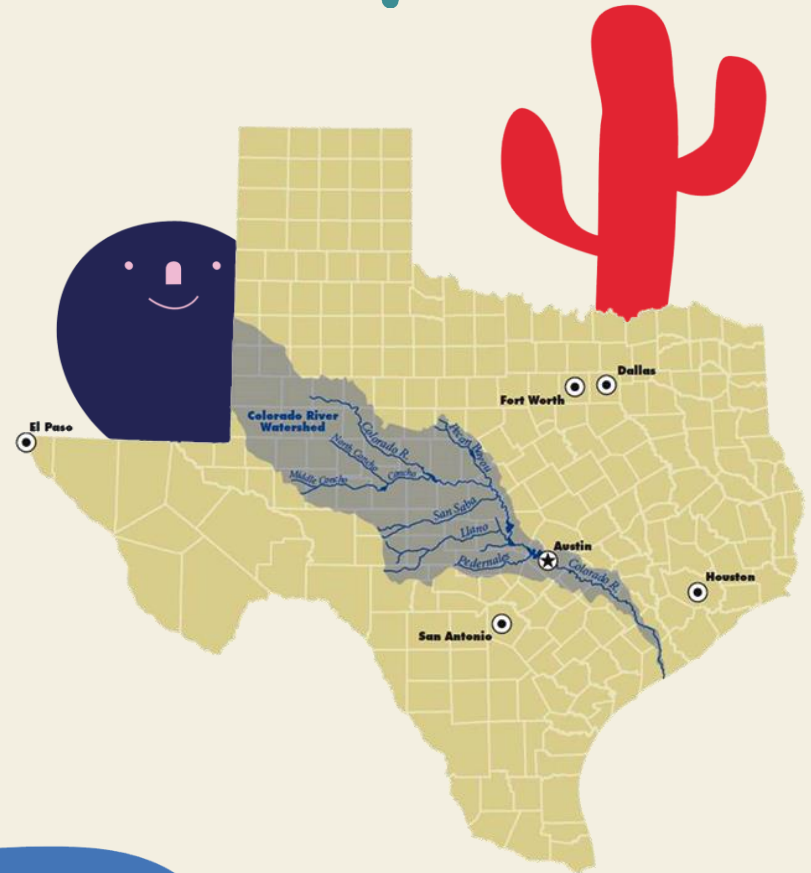 Dallas
Fort Worth
El Paso
Colorado River
Watershed
Colorado R.
Pecan Bayou
North Concho
Concho
Middle Concho
San Saba
Llano
Austin
Pedernales
Colorado R.
Houston
San Antonio